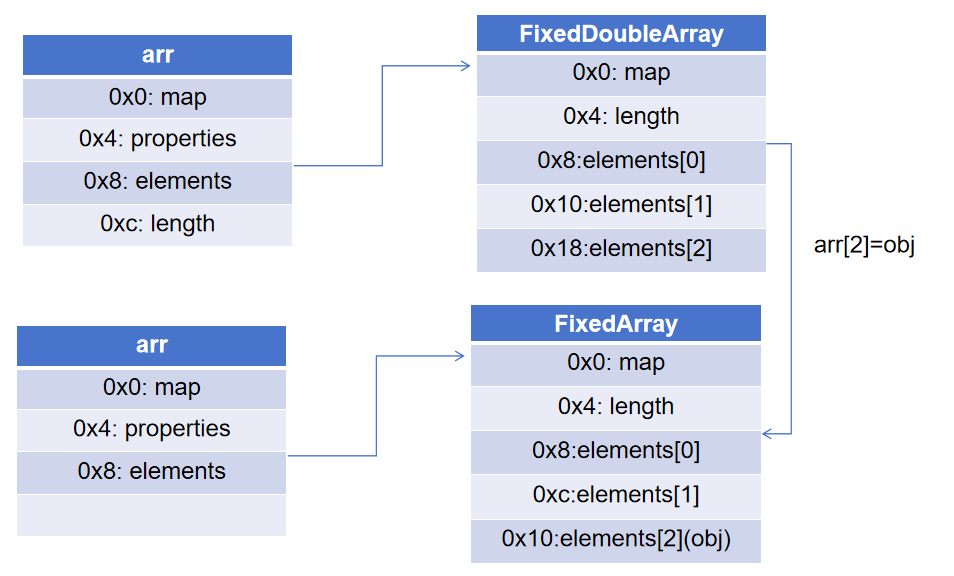 arr
0x0: map
0x4: properties
0x8: elements
0xc: length
FixedDoubleArray
0x0: map
0x4: length
0x8:elements[0]
0x10:elements[1]
0x18:elements[2]
arr[2]=obj
arr
0x0: map
0x4: properties
0x8: elements
FixedArray
0x0: map
0x4: length
0x8:elements[0]
0xc:elements[1]
0x10:elements[2](obj)